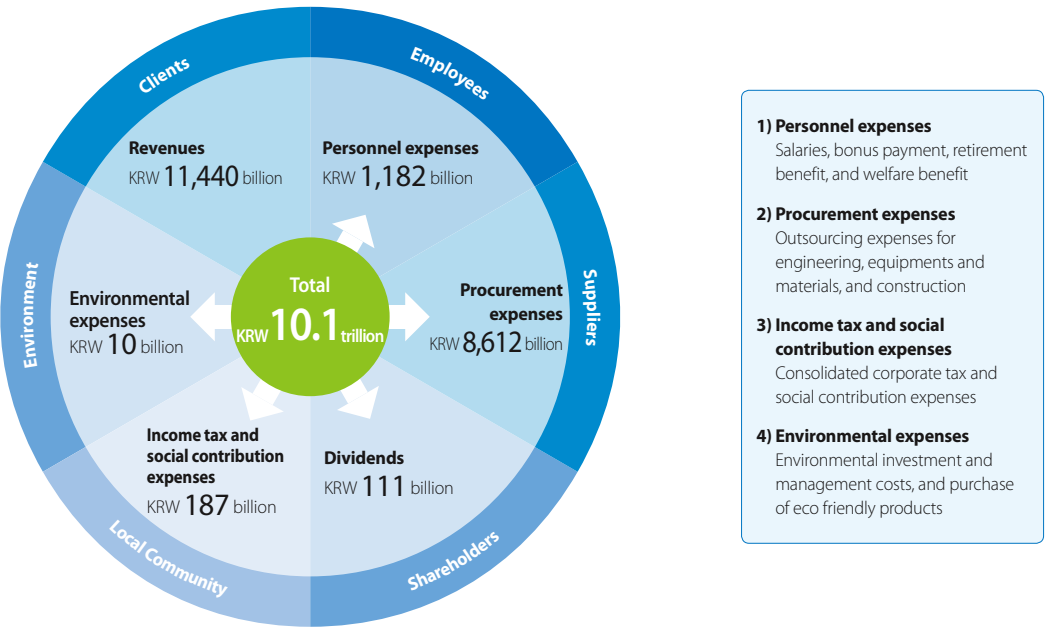 Clients
Revenues
KRW 11,440 billion
Employees
Personnel expenses
KRW 1,182 billion
Suppliers
Procurement
expenses
KRW 8,612 billion
Shareholders
Dividends
KRW 111 billion
Local Community
Income tax and
social contribution
expenses
KRW 187 billion
Environment
Environmental
expenses
KRW 10 billion
Total
KRW 10.1 trillion
1) Personnel expenses
Salaries, bonus payment, retirement
benefit, and welfare benefit
2) Procurement expenses
Outsourcing expenses for
engineering, equipments and
materials, and construction
3) Income tax and social
contribution expenses
Consolidated corporate tax and
social contribution expenses
4) Environmental expenses
Environmental investment and
management costs, and purchase
of eco friendly products